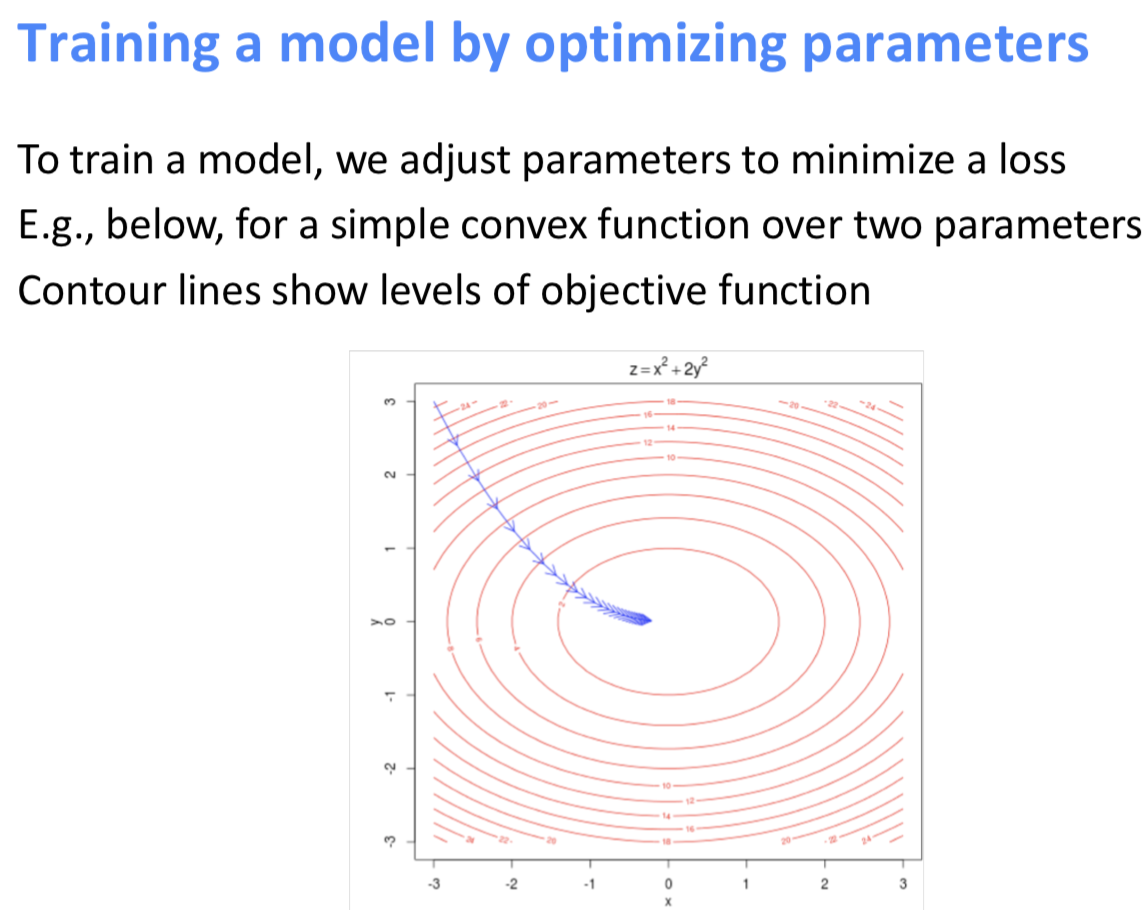 Training a model by optimizing parameters
To train a model, we adjust parameters to minimize a loss
E.g., below, for a simple convex function over two parameters
Contour lines show levels of objective function
z=x² + 2y²
24 22 20 18 20 22 24
16
14
12
10
2
4
6
8
10
12
14
16
24 22 20 18 20 22 24
3
2
1
0
-1
-2
-3
y
-3 -2 -1 0 1 2 3
x